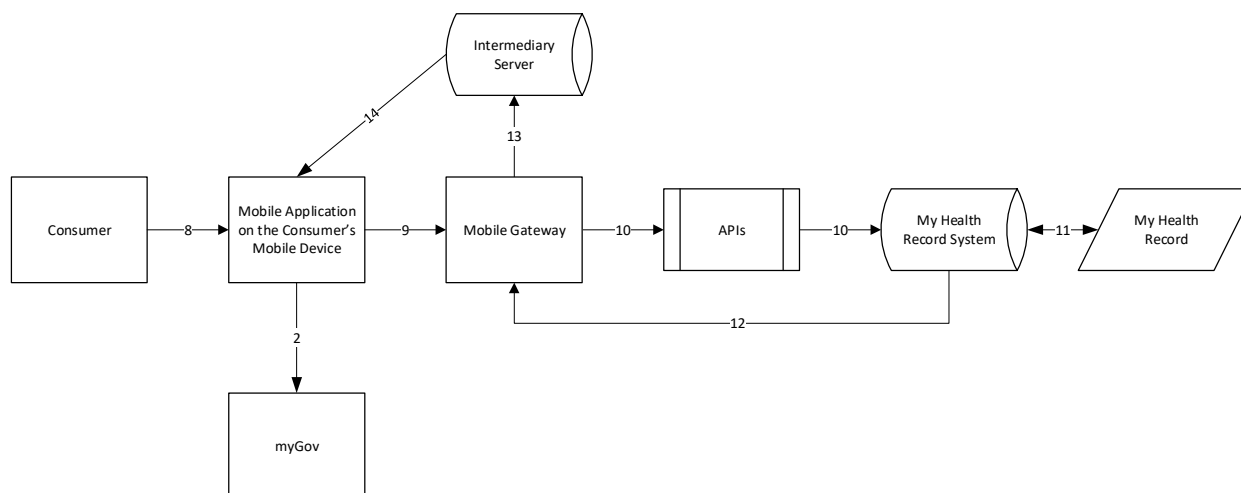 Intermediary
Server
14
13
Consumer
8
Mobile Application
on the Consumer’s
Mobile Device
9
Mobile Gateway
10
APIs
10
My Health
Record System
11
My Health
Record
12
2
myGov